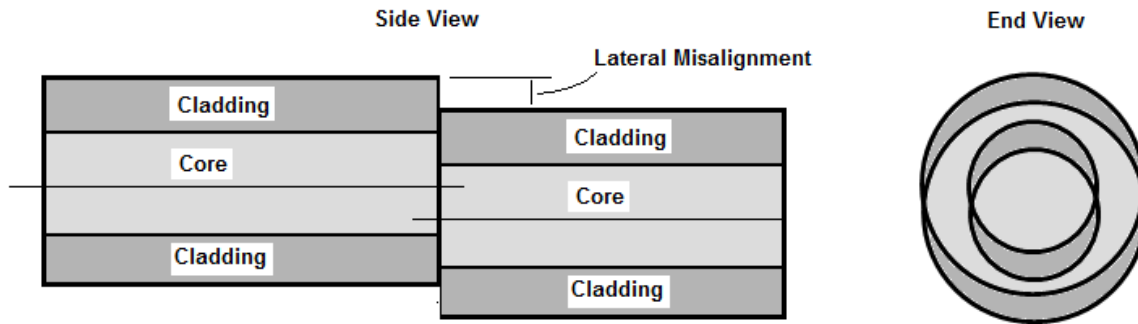 Side View
End View
Lateral Misalignment
Cladding
Cladding
Core
Core
Cladding
Cladding